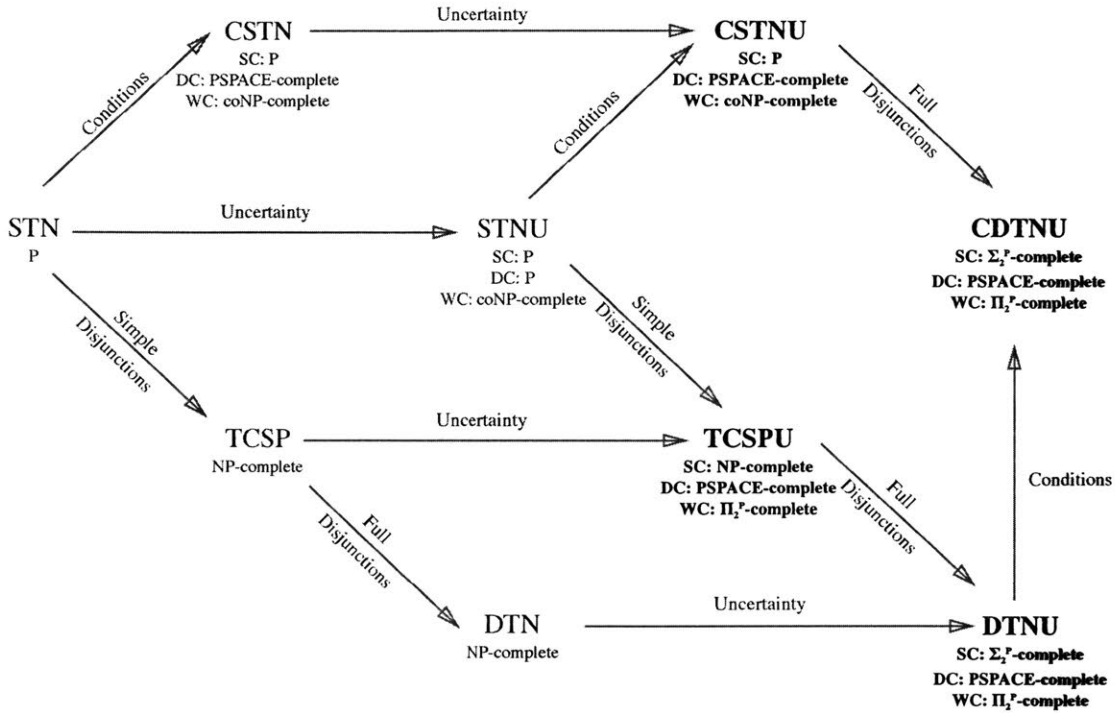 Uncertainty
CSTN
SC: P
DC: PSPACE-complete
WC: coNP-complete
CSTNU
SC: P
DC: PSPACE-complete
WC: coNP-complete
Conditions
Conditions
Full
Disjunctions
STN
P
Uncertainty
STNU
SC: P
DC: P
WC: coNP-complete
CDTNU
SC: Σ₂ᴾ-complete
DC: PSPACE-complete
WC: Π₂ᴾ-complete
Simple
Disjunctions
Simple
Disjunctions
TCSP
NP-complete
Uncertainty
TCSPU
SC: NP-complete
DC: PSPACE-complete
WC: Π₂ᴾ-complete
Full
Disjunctions
Conditions
Full
Disjunctions
DTN
NP-complete
Uncertainty
DTNU
SC: Σ₂ᴾ-complete
DC: PSPACE-complete
WC: Π₂ᴾ-complete